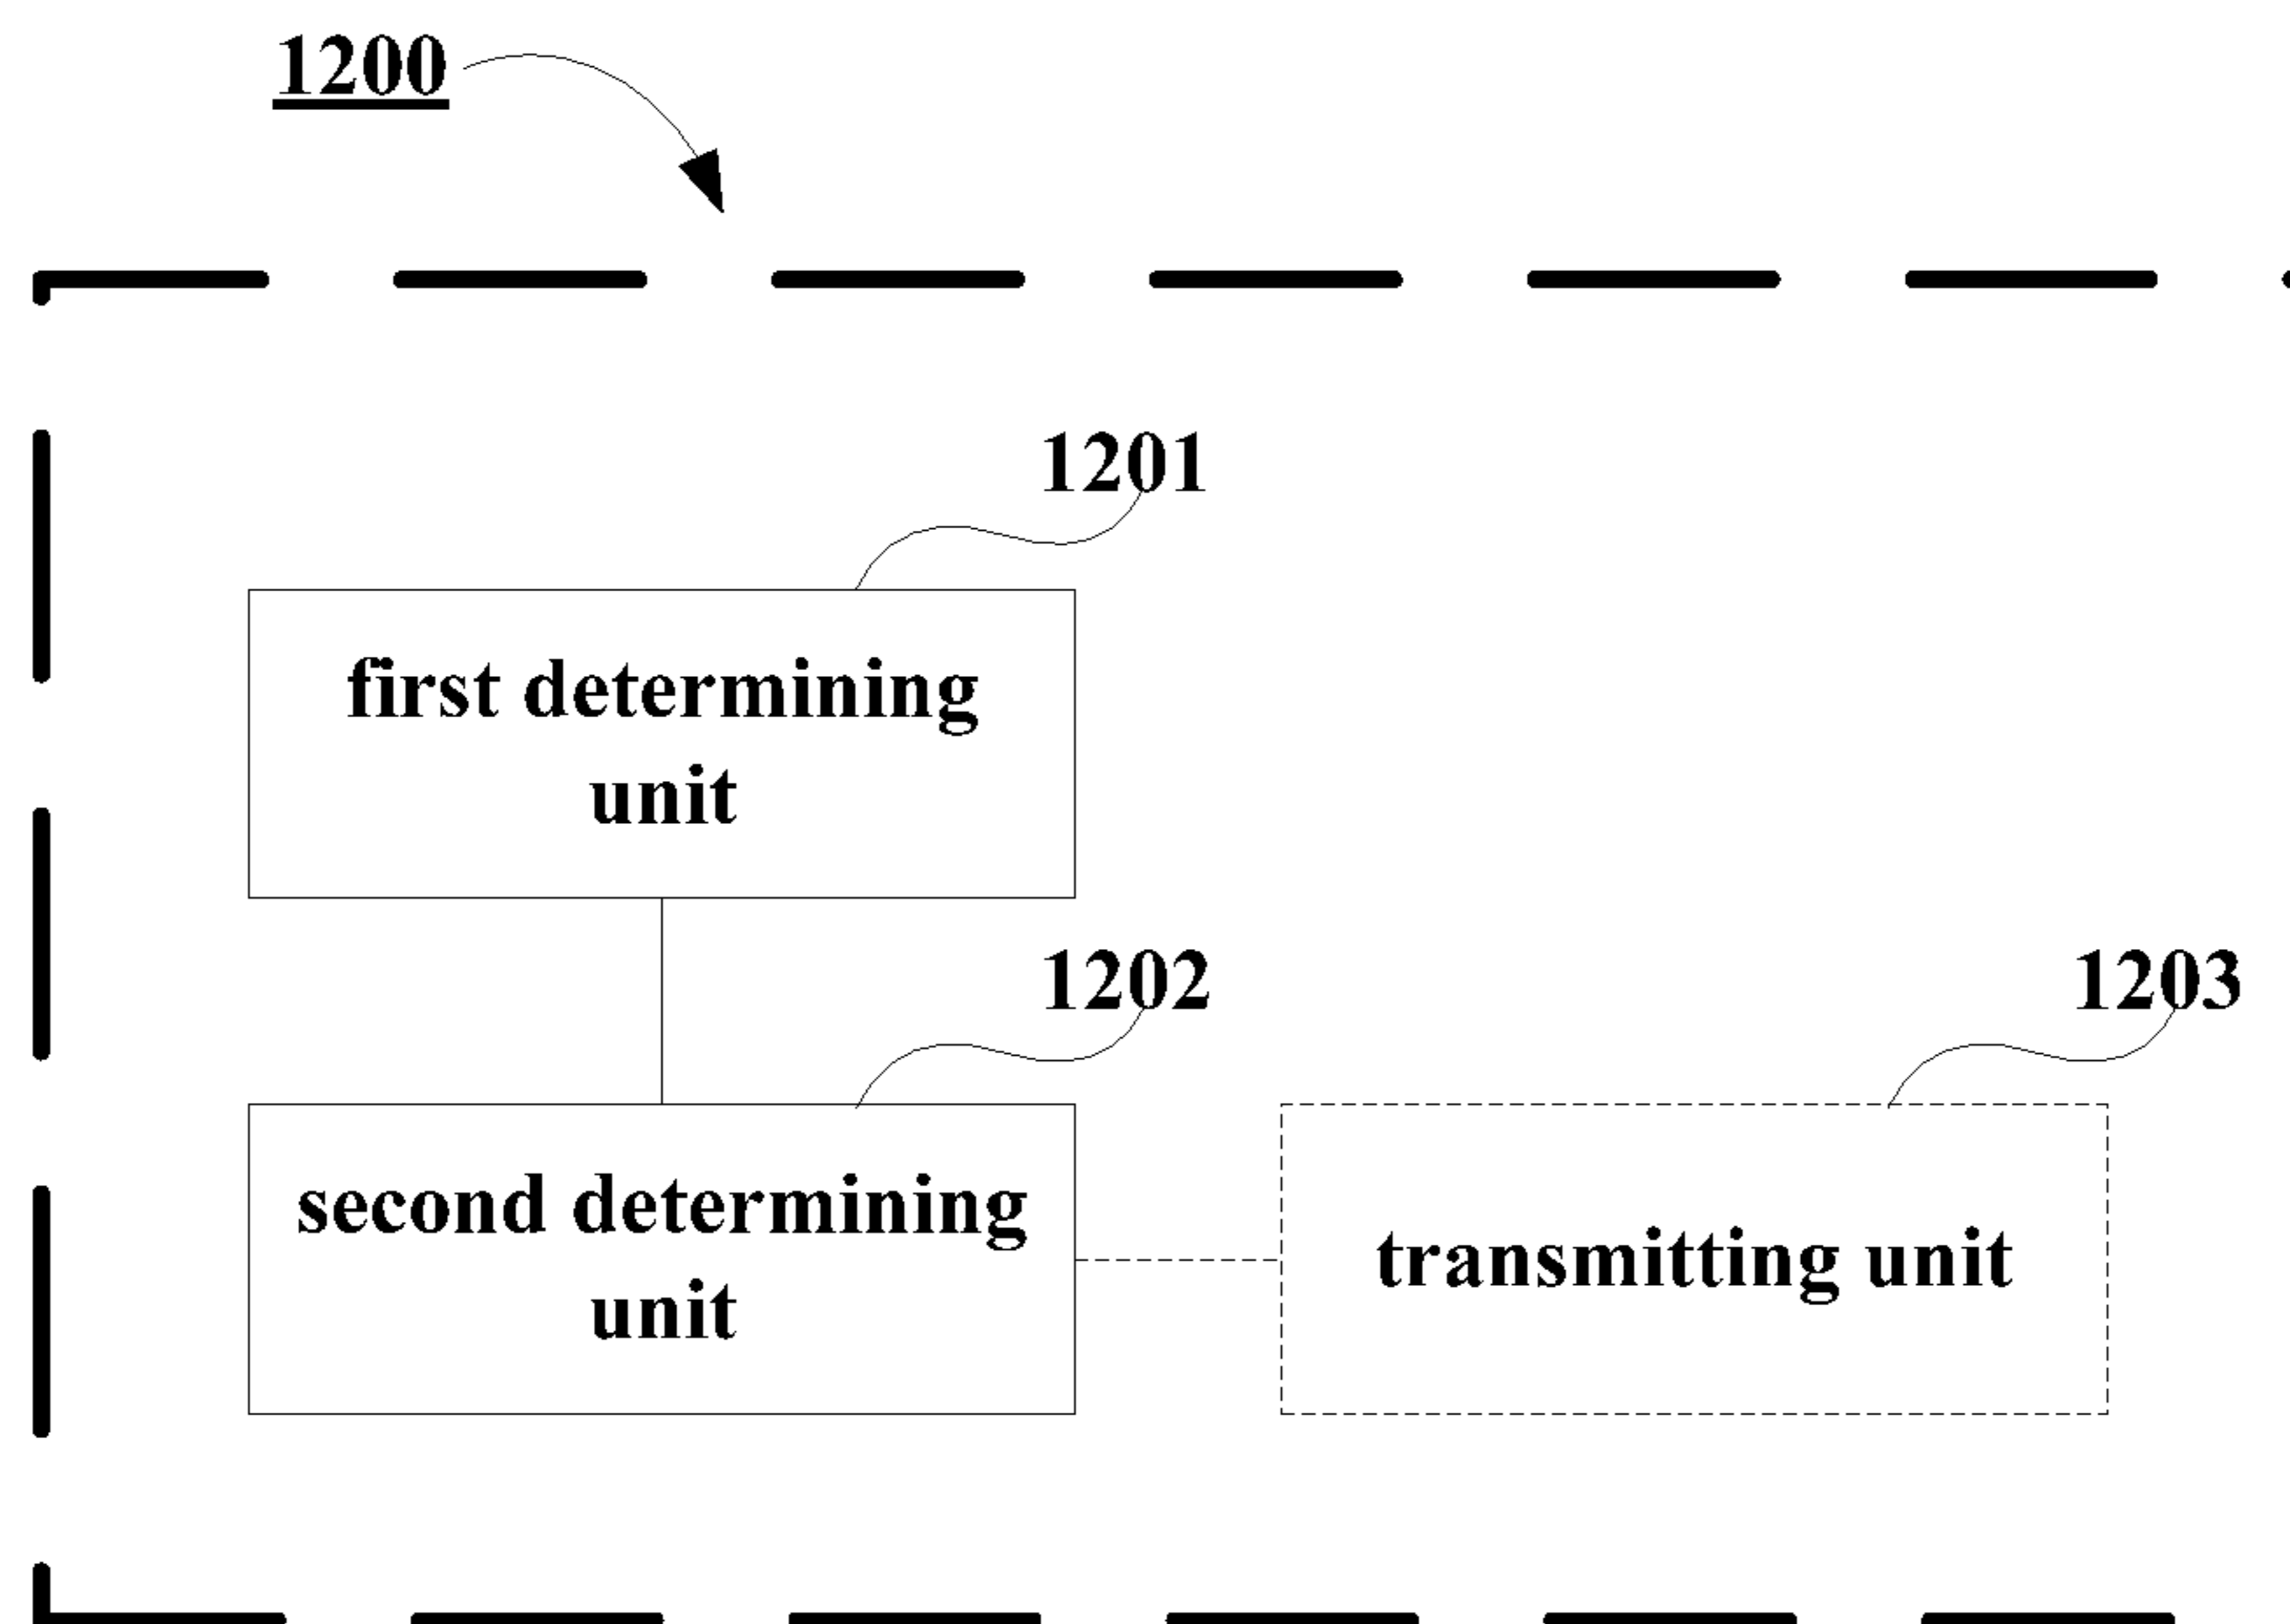 1200
1201
first determining
unit
1202
1203
second determining
unit
transmitting unit